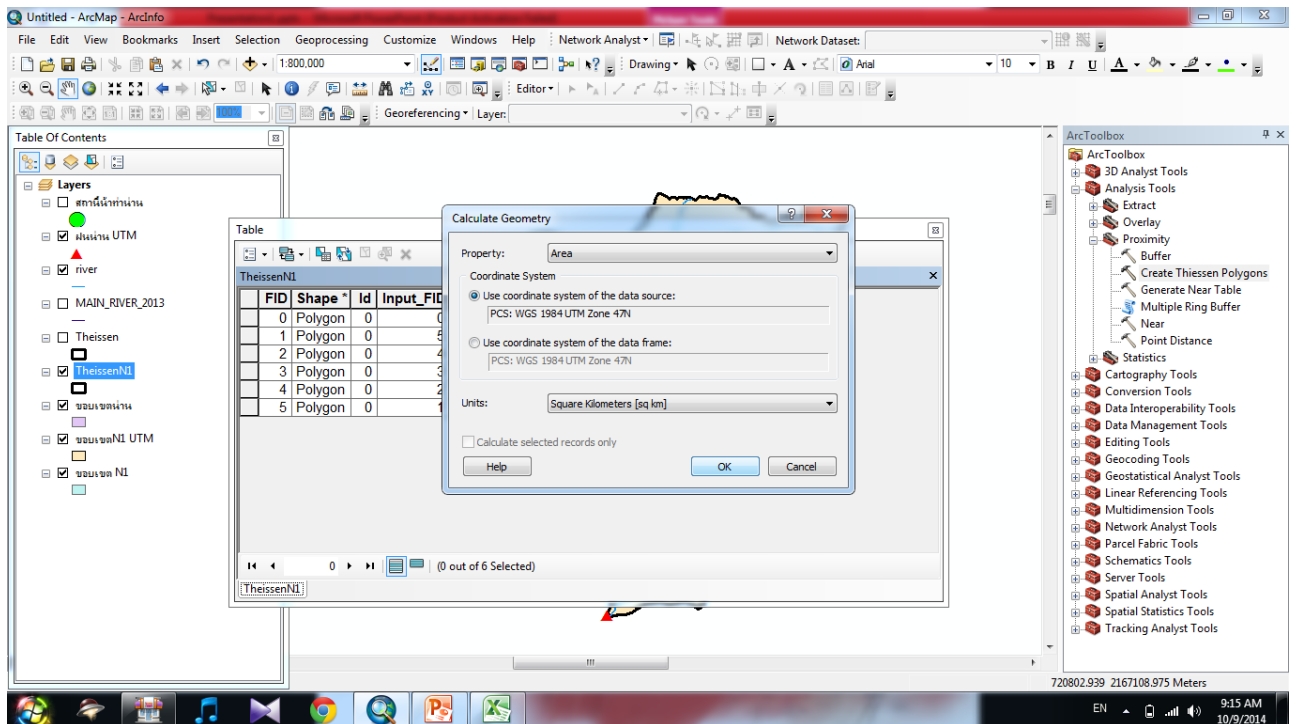 Untitled - ArcMap - ArcInfo
File Edit View Bookmarks Insert Selection Geoprocessing Customize Windows Help
Network Analyst
Network Dataset:
1:800,000
Drawing
A
Arial
10
B I U A
Editor
100%
Georeferencing
Layer:
Table Of Contents
Layers
สถานีน้ำท่าน่าน
ฝนน่าน UTM
river
MAIN_RIVER_2013
Theissen
TheissenN1
ขอบเขตน่าน
ขอบเขตN1 UTM
ขอบเขต N1
Table
TheissenN1
FID Shape * Id Input_FID
0 Polygon 0 0
1 Polygon 0 5
2 Polygon 0 4
3 Polygon 0 3
4 Polygon 0 2
5 Polygon 0 1
0
(0 out of 6 Selected)
TheissenN1
Calculate Geometry
Property: Area
Coordinate System
Use coordinate system of the data source:
PCS: WGS 1984 UTM Zone 47N
Use coordinate system of the data frame:
PCS: WGS 1984 UTM Zone 47N
Units: Square Kilometers [sq km]
Calculate selected records only
Help OK Cancel
ArcToolbox
ArcToolbox
3D Analyst Tools
Analysis Tools
Extract
Overlay
Proximity
Buffer
Create Thiessen Polygons
Generate Near Table
Multiple Ring Buffer
Near
Point Distance
Statistics
Cartography Tools
Conversion Tools
Data Interoperability Tools
Data Management Tools
Editing Tools
Geocoding Tools
Geostatistical Analyst Tools
Linear Referencing Tools
Multidimension Tools
Network Analyst Tools
Parcel Fabric Tools
Schematics Tools
Server Tools
Spatial Analyst Tools
Spatial Statistics Tools
Tracking Analyst Tools
720802.939 2167108.975 Meters
EN
9:15 AM
10/9/2014